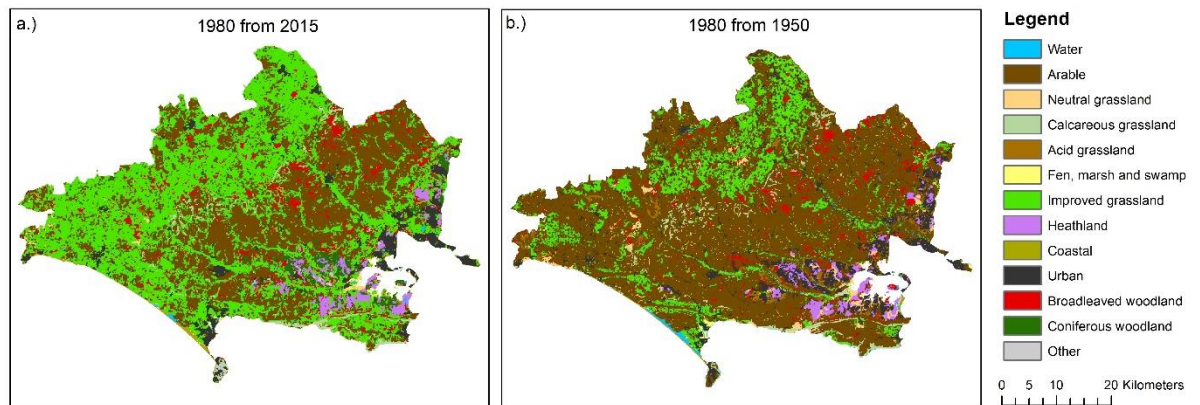 a.)
1980 from 2015
b.)
1980 from 1950
Legend
Water
Arable
Neutral grassland
Calcareous grassland
Acid grassland
Fen, marsh and swamp
Improved grassland
Heathland
Coastal
Urban
Broadleaved woodland
Coniferous woodland
Other
0 5 10 20 Kilometers